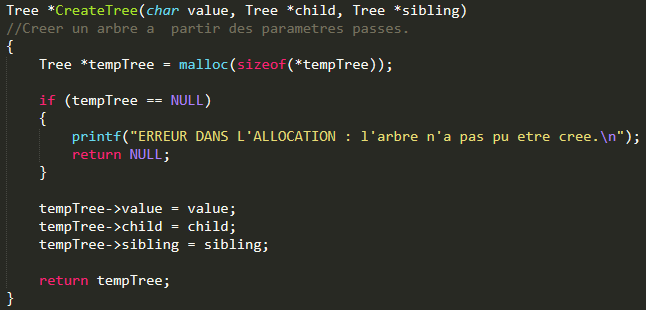 Tree *CreateTree(char value, Tree *child, Tree *sibling)
//Creer un arbre a  partir des parametres passes.
{
    Tree *tempTree = malloc(sizeof(*tempTree));

    if (tempTree == NULL)
    {
        printf("ERREUR DANS L'ALLOCATION : l'arbre n'a pas pu etre cree.\n");
        return NULL;
    }

    tempTree->value = value;
    tempTree->child = child;
    tempTree->sibling = sibling;

    return tempTree;
}